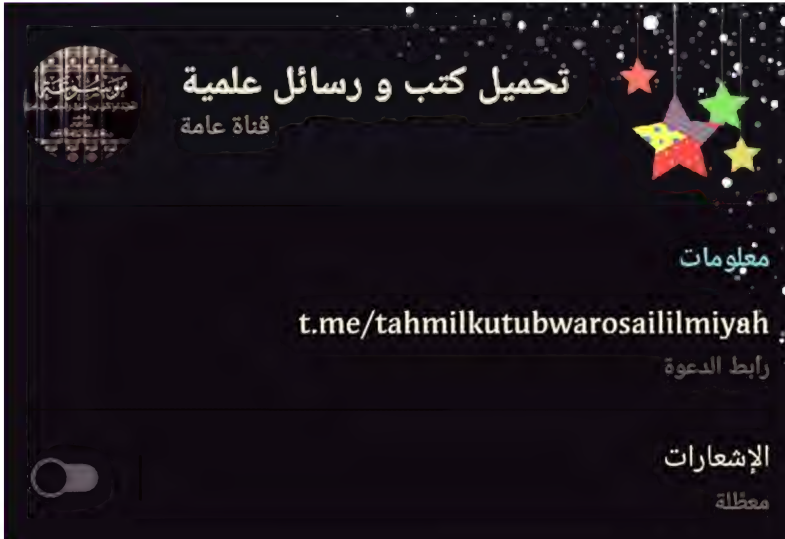 تحميل كتب و رسائل علمية
قناة عامة
معلومات
t.me/tahmilkutubwarosaililmiyah
رابط الدعوة
الإشعارات
معطلة